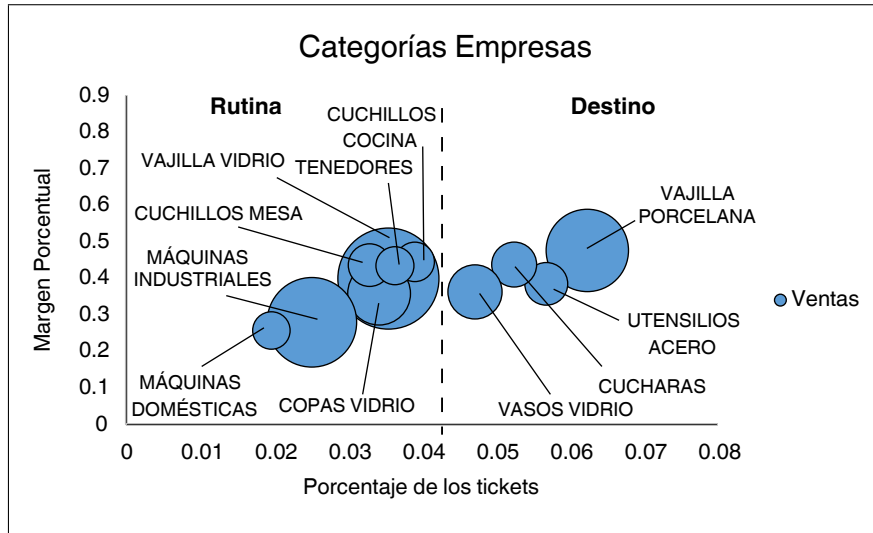 Categorías Empresas
Rutina
Destino
CUCHILLOS
COCINA
VAJILLA VIDRIO
TENEDORES
CUCHILLOS MESA
MÁQUINAS
INDUSTRIALES
VAJILLA
PORCELANA
UTENSILIOS
ACERO
MÁQUINAS
DOMÉSTICAS
COPAS VIDRIO
VASOS VIDRIO
CUCHARAS
Ventas
Margen Porcentual
0.9
0.8
0.7
0.6
0.5
0.4
0.3
0.2
0.1
0
0 0.01 0.02 0.03 0.04 0.05 0.06 0.07 0.08
Porcentaje de los tickets